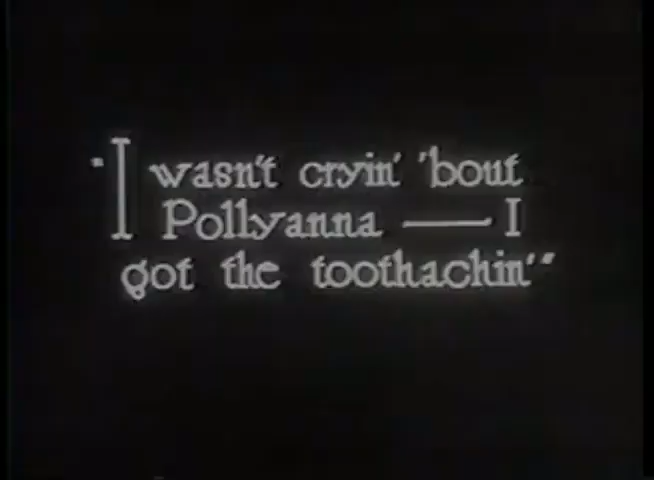 "I wasn't cryin' 'bout
Pollyanna — I
got the toothachin'"